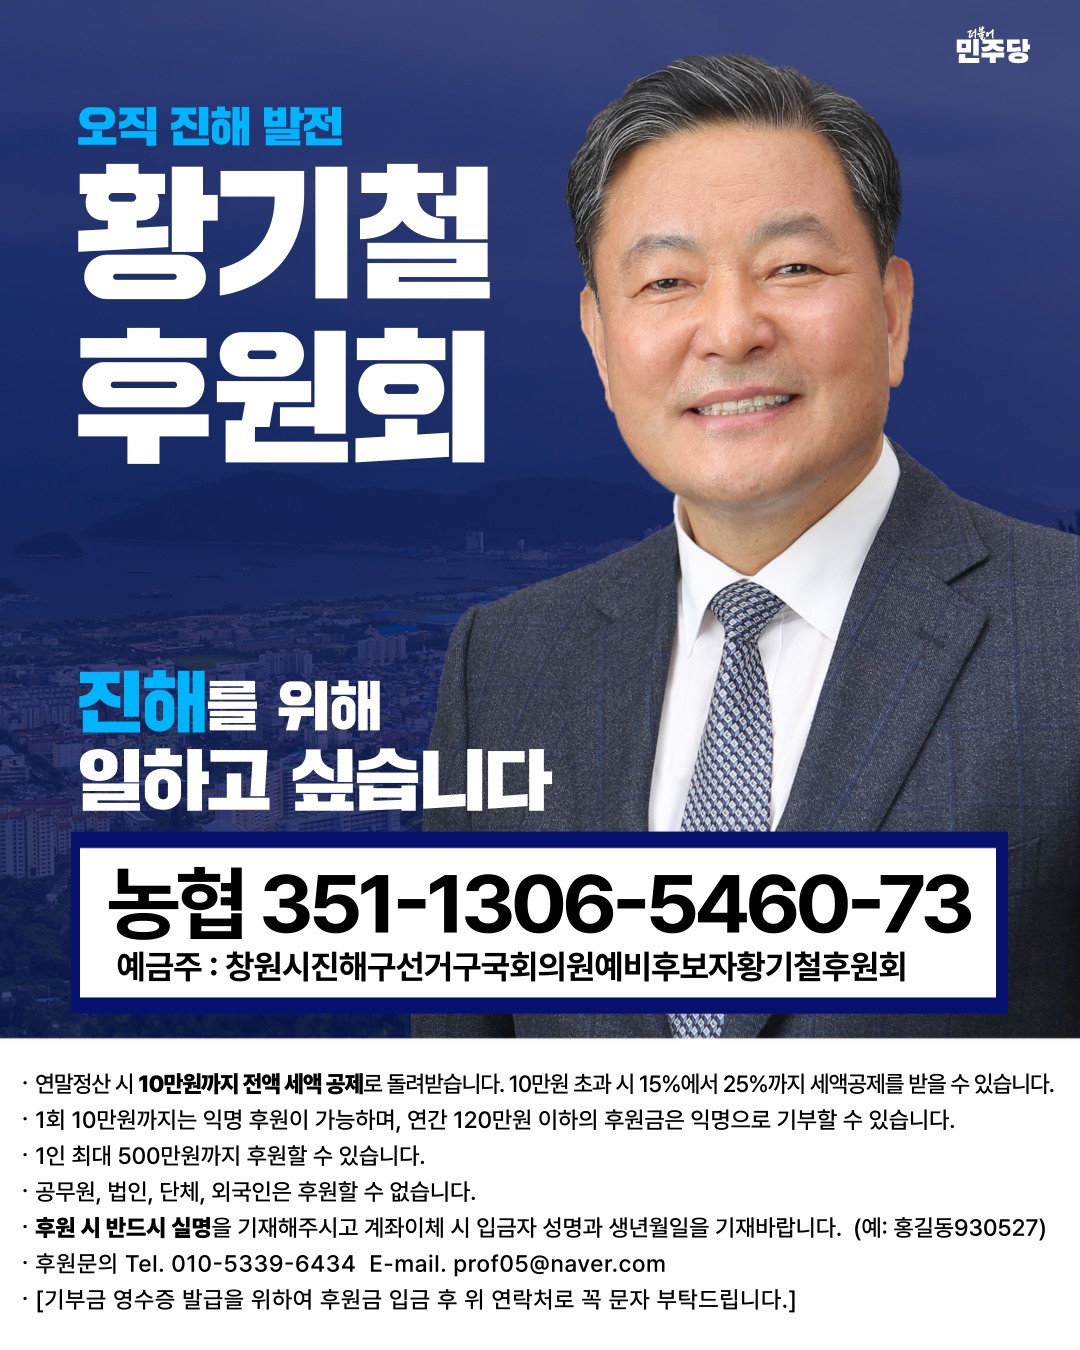 더불어
민주당
오직 진해 발전
황기철
후원회
진해를 위해
일하고 싶습니다
농협 351-1306-5460-73
예금주 : 창원시진해구선거구국회의원예비후보자황기철후원회
· 연말정산 시 10만원까지 전액 세액 공제로 돌려받습니다. 10만원 초과 시 15%에서 25%까지 세액공제를 받을 수 있습니다.
· 1회 10만원까지는 익명 후원이 가능하며, 연간 120만원 이하의 후원금은 익명으로 기부할 수 있습니다.
· 1인 최대 500만원까지 후원할 수 있습니다.
· 공무원, 법인, 단체, 외국인은 후원할 수 없습니다.
· 후원 시 반드시 실명을 기재해주시고 계좌이체 시 입금자 성명과 생년월일을 기재바랍니다. (예: 홍길동930527)
· 후원문의 Tel. 010-5339-6434 E-mail. prof05@naver.com
· [기부금 영수증 발급을 위하여 후원금 입금 후 위 연락처로 꼭 문자 부탁드립니다.]